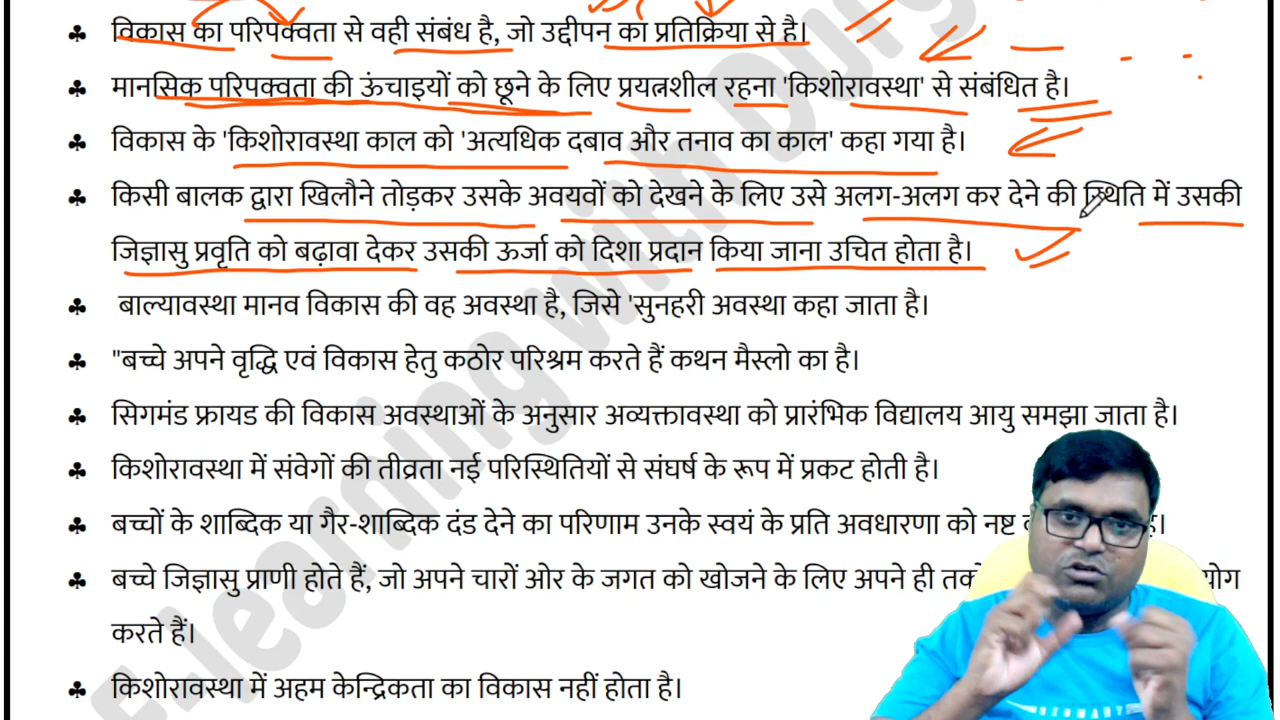 ♣ विकास का परिपक्वता से वही संबंध है, जो उद्दीपन का प्रतिक्रिया से है।
♣ मानसिक परिपक्वता की ऊंचाइयों को छूने के लिए प्रयत्नशील रहना 'किशोरावस्था' से संबंधित है।
♣ विकास के 'किशोरावस्था काल को 'अत्यधिक दबाव और तनाव का काल' कहा गया है।
♣ किसी बालक द्वारा खिलौने तोड़कर उसके अवयवों को देखने के लिए उसे अलग-अलग कर देने की स्थिति में उसकी
जिज्ञासु प्रवृति को बढ़ावा देकर उसकी ऊर्जा को दिशा प्रदान किया जाना उचित होता है।
♣ बाल्यावस्था मानव विकास की वह अवस्था है, जिसे 'सुनहरी अवस्था कहा जाता है।
♣ "बच्चे अपने वृद्धि एवं विकास हेतु कठोर परिश्रम करते हैं कथन मैस्लो का है।
♣ सिगमंड फ्रायड की विकास अवस्थाओं के अनुसार अव्यक्तावस्था को प्रारंभिक विद्यालय आयु समझा जाता है।
♣ किशोरावस्था में संवेगों की तीव्रता नई परिस्थितियों से संघर्ष के रूप में प्रकट होती है।
♣ बच्चों के शाब्दिक या गैर-शाब्दिक दंड देने का परिणाम उनके स्वयं के प्रति अवधारणा को नष्ट
♣ बच्चे जिज्ञासु प्राणी होते हैं, जो अपने चारों ओर के जगत को खोजने के लिए अपने ही
करते हैं।
♣ किशोरावस्था में अहम केन्द्रिकता का विकास नहीं होता है।
E-learning with Durg